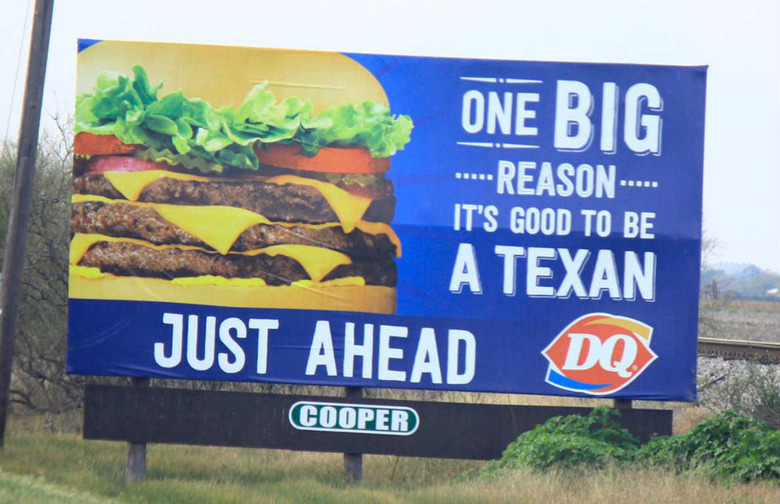 ONE BIG
REASON
IT'S GOOD TO BE
A TEXAN
JUST AHEAD
DQ
COOPER